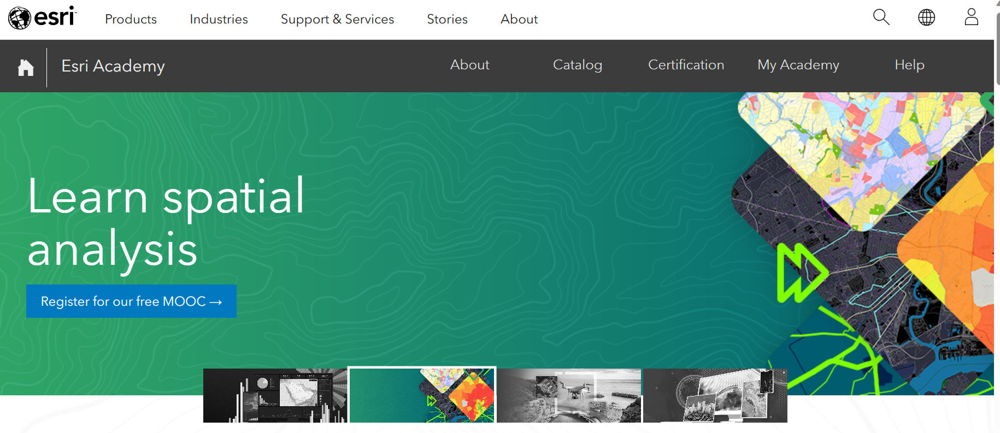 esri
Products Industries Support & Services Stories About
Esri Academy About Catalog Certification My Academy Help
Learn spatial
analysis
Register for our free MOOC →